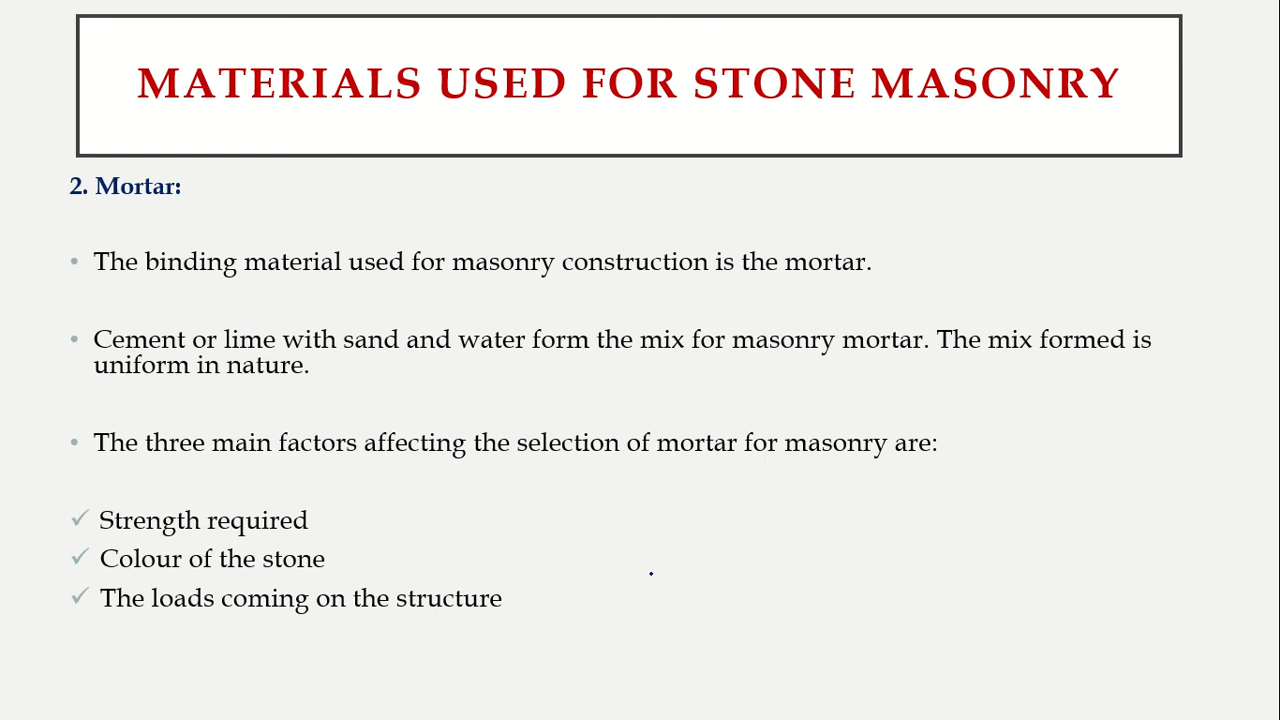 MATERIALS USED FOR STONE MASONRY
2. Mortar:
• The binding material used for masonry construction is the mortar.
• Cement or lime with sand and water form the mix for masonry mortar. The mix formed is
uniform in nature.
• The three main factors affecting the selection of mortar for masonry are:
✓ Strength required
✓ Colour of the stone
✓ The loads coming on the structure